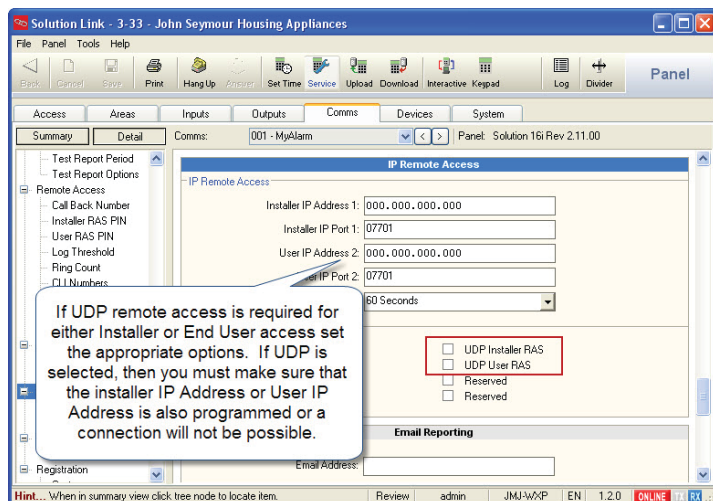 Solution Link - 3-33 - John Seymour Housing Appliances
File Panel Tools Help
Back Cancel Save Print Hang Up Answer Set Time Service Upload Download Interactive Keypad Log Divider Panel
Access Areas Inputs Outputs Comms Devices System
Summary Detail Comms: 001 - MyAlarm < > Panel: Solution 16i Rev 2.11.00
Test Report Period
Test Report Options
Remote Access
Call Back Number
Installer RAS PIN
User RAS PIN
Log Threshold
Ring Count
CLI Numbers
Registration
IP Remote Access
IP Remote Access
Installer IP Address 1: 000.000.000.000
Installer IP Port 1: 07701
User IP Address 2: 000.000.000.000
User IP Port 2: 07701
60 Seconds
If UDP remote access is required for
either Installer or End User access set
the appropriate options. If UDP is
selected, then you must make sure that
the installer IP Address or User IP
Address is also programmed or a
connection will not be possible.
UDP Installer RAS
UDP User RAS
Reserved
Reserved
Email Reporting
Email Address:
Hint... When in summary view click tree node to locate item. Review admin JMJ-WXP EN 1.2.0 ONLINE TX RX